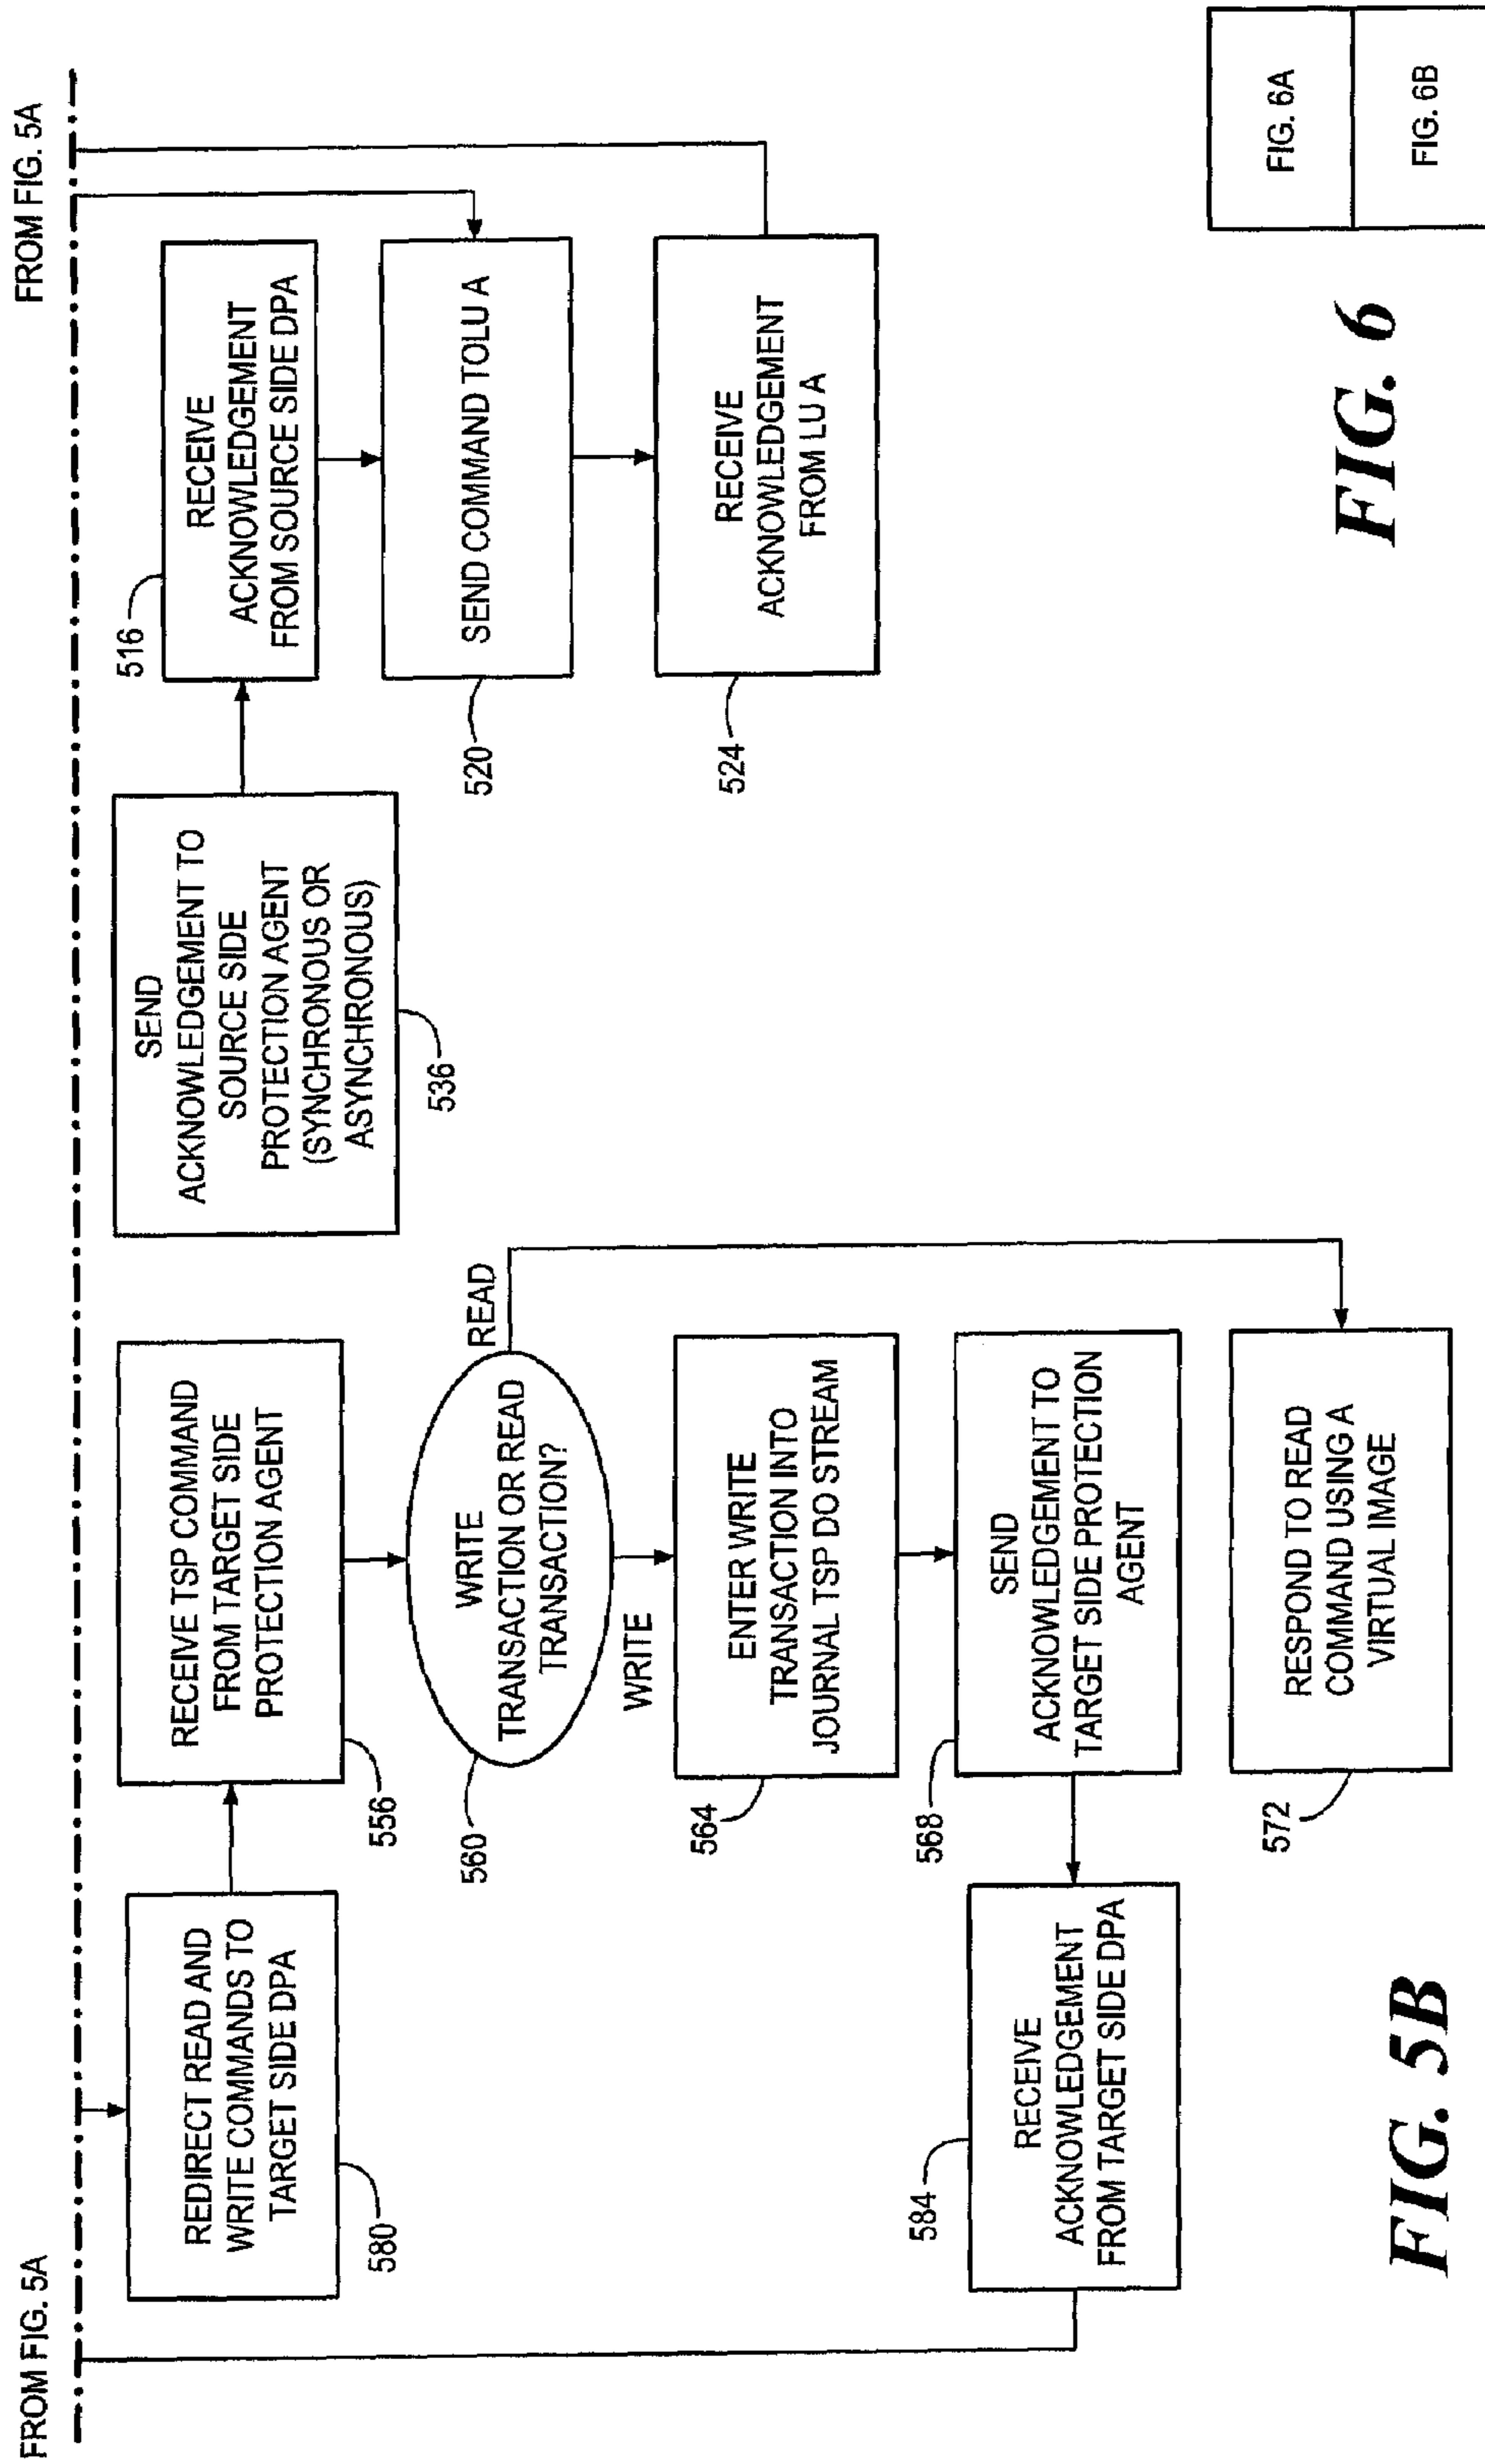 FROM FIG. 5A
FROM FIG. 5A
REDIRECT READ AND
WRITE COMMANDS TO
TARGET SIDE DPA
580
RECEIVE TSP COMMAND
FROM TARGET SIDE
PROTECTION AGENT
556
WRITE
TRANSACTION OR READ
TRANSACTION?
560
READ
WRITE
ENTER WRITE
TRANSACTION INTO
JOURNAL TSP DO STREAM
564
SEND
ACKNOWLEDGEMENT TO
TARGET SIDE PROTECTION
AGENT
568
RECEIVE
ACKNOWLEDGEMENT
FROM TARGET SIDE DPA
584
RESPOND TO READ
COMMAND USING A
VIRTUAL IMAGE
572
SEND
ACKNOWLEDGEMENT TO
SOURCE SIDE
PROTECTION AGENT
(SYNCHRONOUS OR
ASYNCHRONOUS)
536
RECEIVE
ACKNOWLEDGEMENT
FROM SOURCE SIDE DPA
516
SEND COMMAND TOLU A
520
RECEIVE
ACKNOWLEDGEMENT
FROM LU A
524
FIG. 5B
FIG. 6
FIG. 6A
FIG. 6B